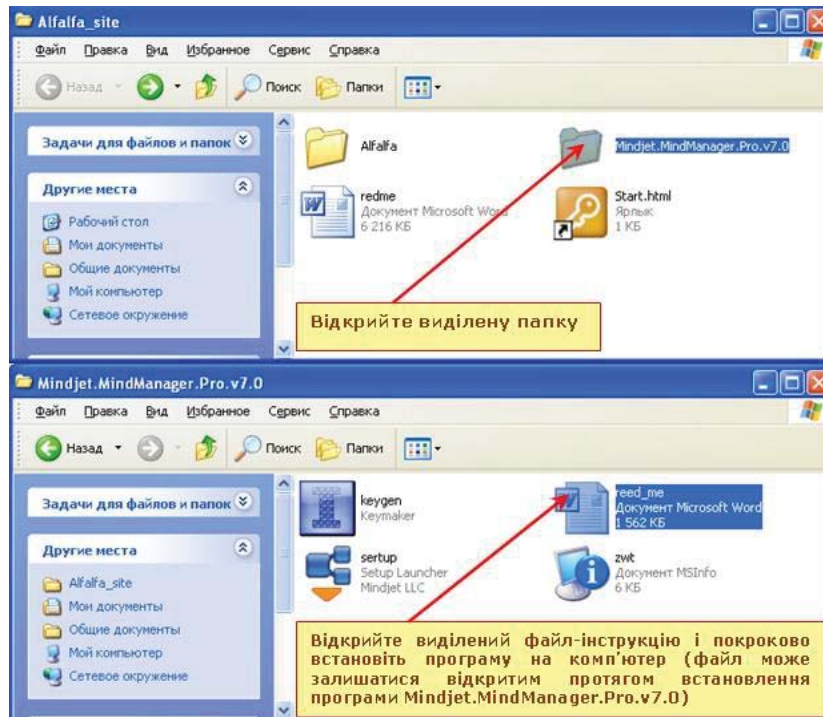 Alfalfa_site
Файл Правка Вид Избранное Сервис Справка
Назад Поиск Папки
Задачи для файлов и папок
Другие места
Рабочий стол
Мои документы
Общие документы
Мой компьютер
Сетевое окружение
Alfalfa
Mindjet.MindManager.Pro.v7.0
redme
Документ Microsoft Word
6 216 КБ
Start.html
Ярлык
1 КБ
Відкрийте виділену папку
Mindjet.MindManager.Pro.v7.0
Файл Правка Вид Избранное Сервис Справка
Назад Поиск Папки
Задачи для файлов и папок
Другие места
Alfalfa_site
Мои документы
Общие документы
Мой компьютер
Сетевое окружение
keygen
Keymaker
reed_me
Документ Microsoft Word
1 562 КБ
sertup
Setup Launcher
Mindjet LLC
zwt
Документ MSInfo
6 КБ
Відкрийте виділений файл-інструкцію і покроково
встановіть програму на комп'ютер (файл може
залишатися відкритим протягом встановлення
програми Mindjet.MindManager.Pro.v7.0)